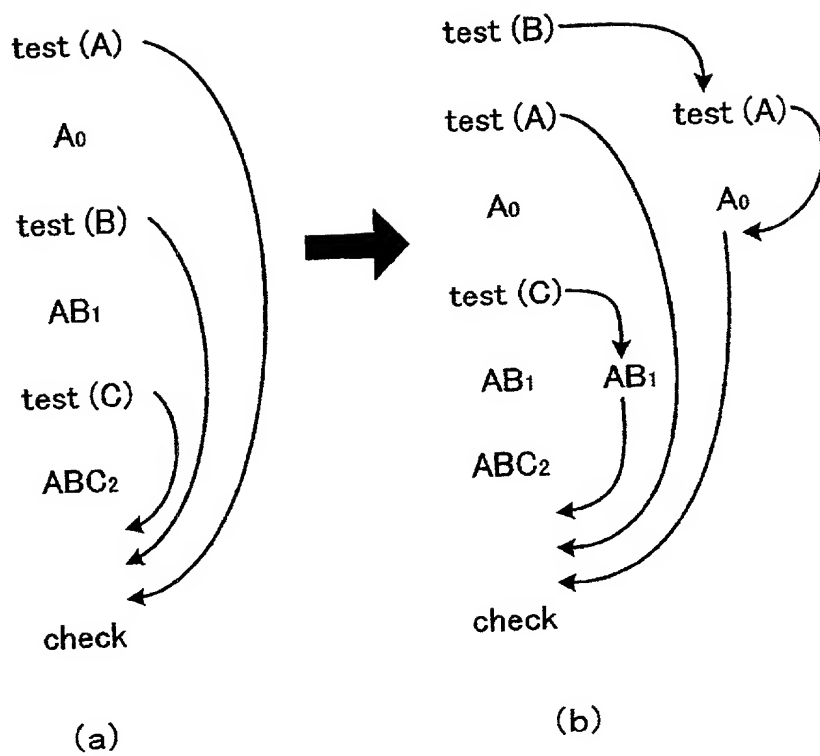 test (A)
A₀
test (B)
AB₁
test (C)
ABC₂
check
(a)
test (B)
test (A)
test (A)
A₀
A₀
test (C)
AB₁
AB₁
ABC₂
check
(b)